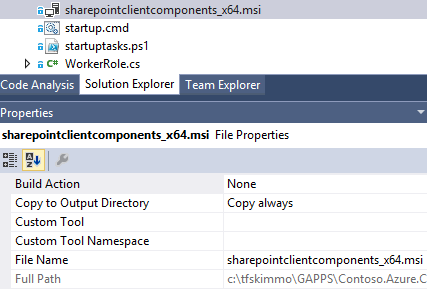 sharepointclientcomponents_x64.msi
startup.cmd
startuptasks.ps1
C# WorkerRole.cs
Code Analysis Solution Explorer Team Explorer
Properties
sharepointclientcomponents_x64.msi File Properties
Build Action None
Copy to Output Directory Copy always
Custom Tool
Custom Tool Namespace
File Name sharepointclientcomponents_x64.msi
Full Path c:\tfskimmo\GAPPS\Contoso.Azure.C